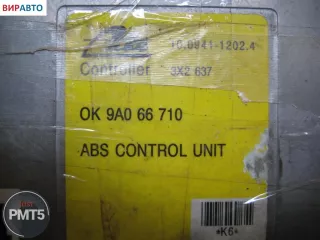 ВИРАВТО
10.0941-1202.4
Controller 3X2 637
OK 9A0 66 710
ABS CONTROL UNIT
*K6*
PMT5